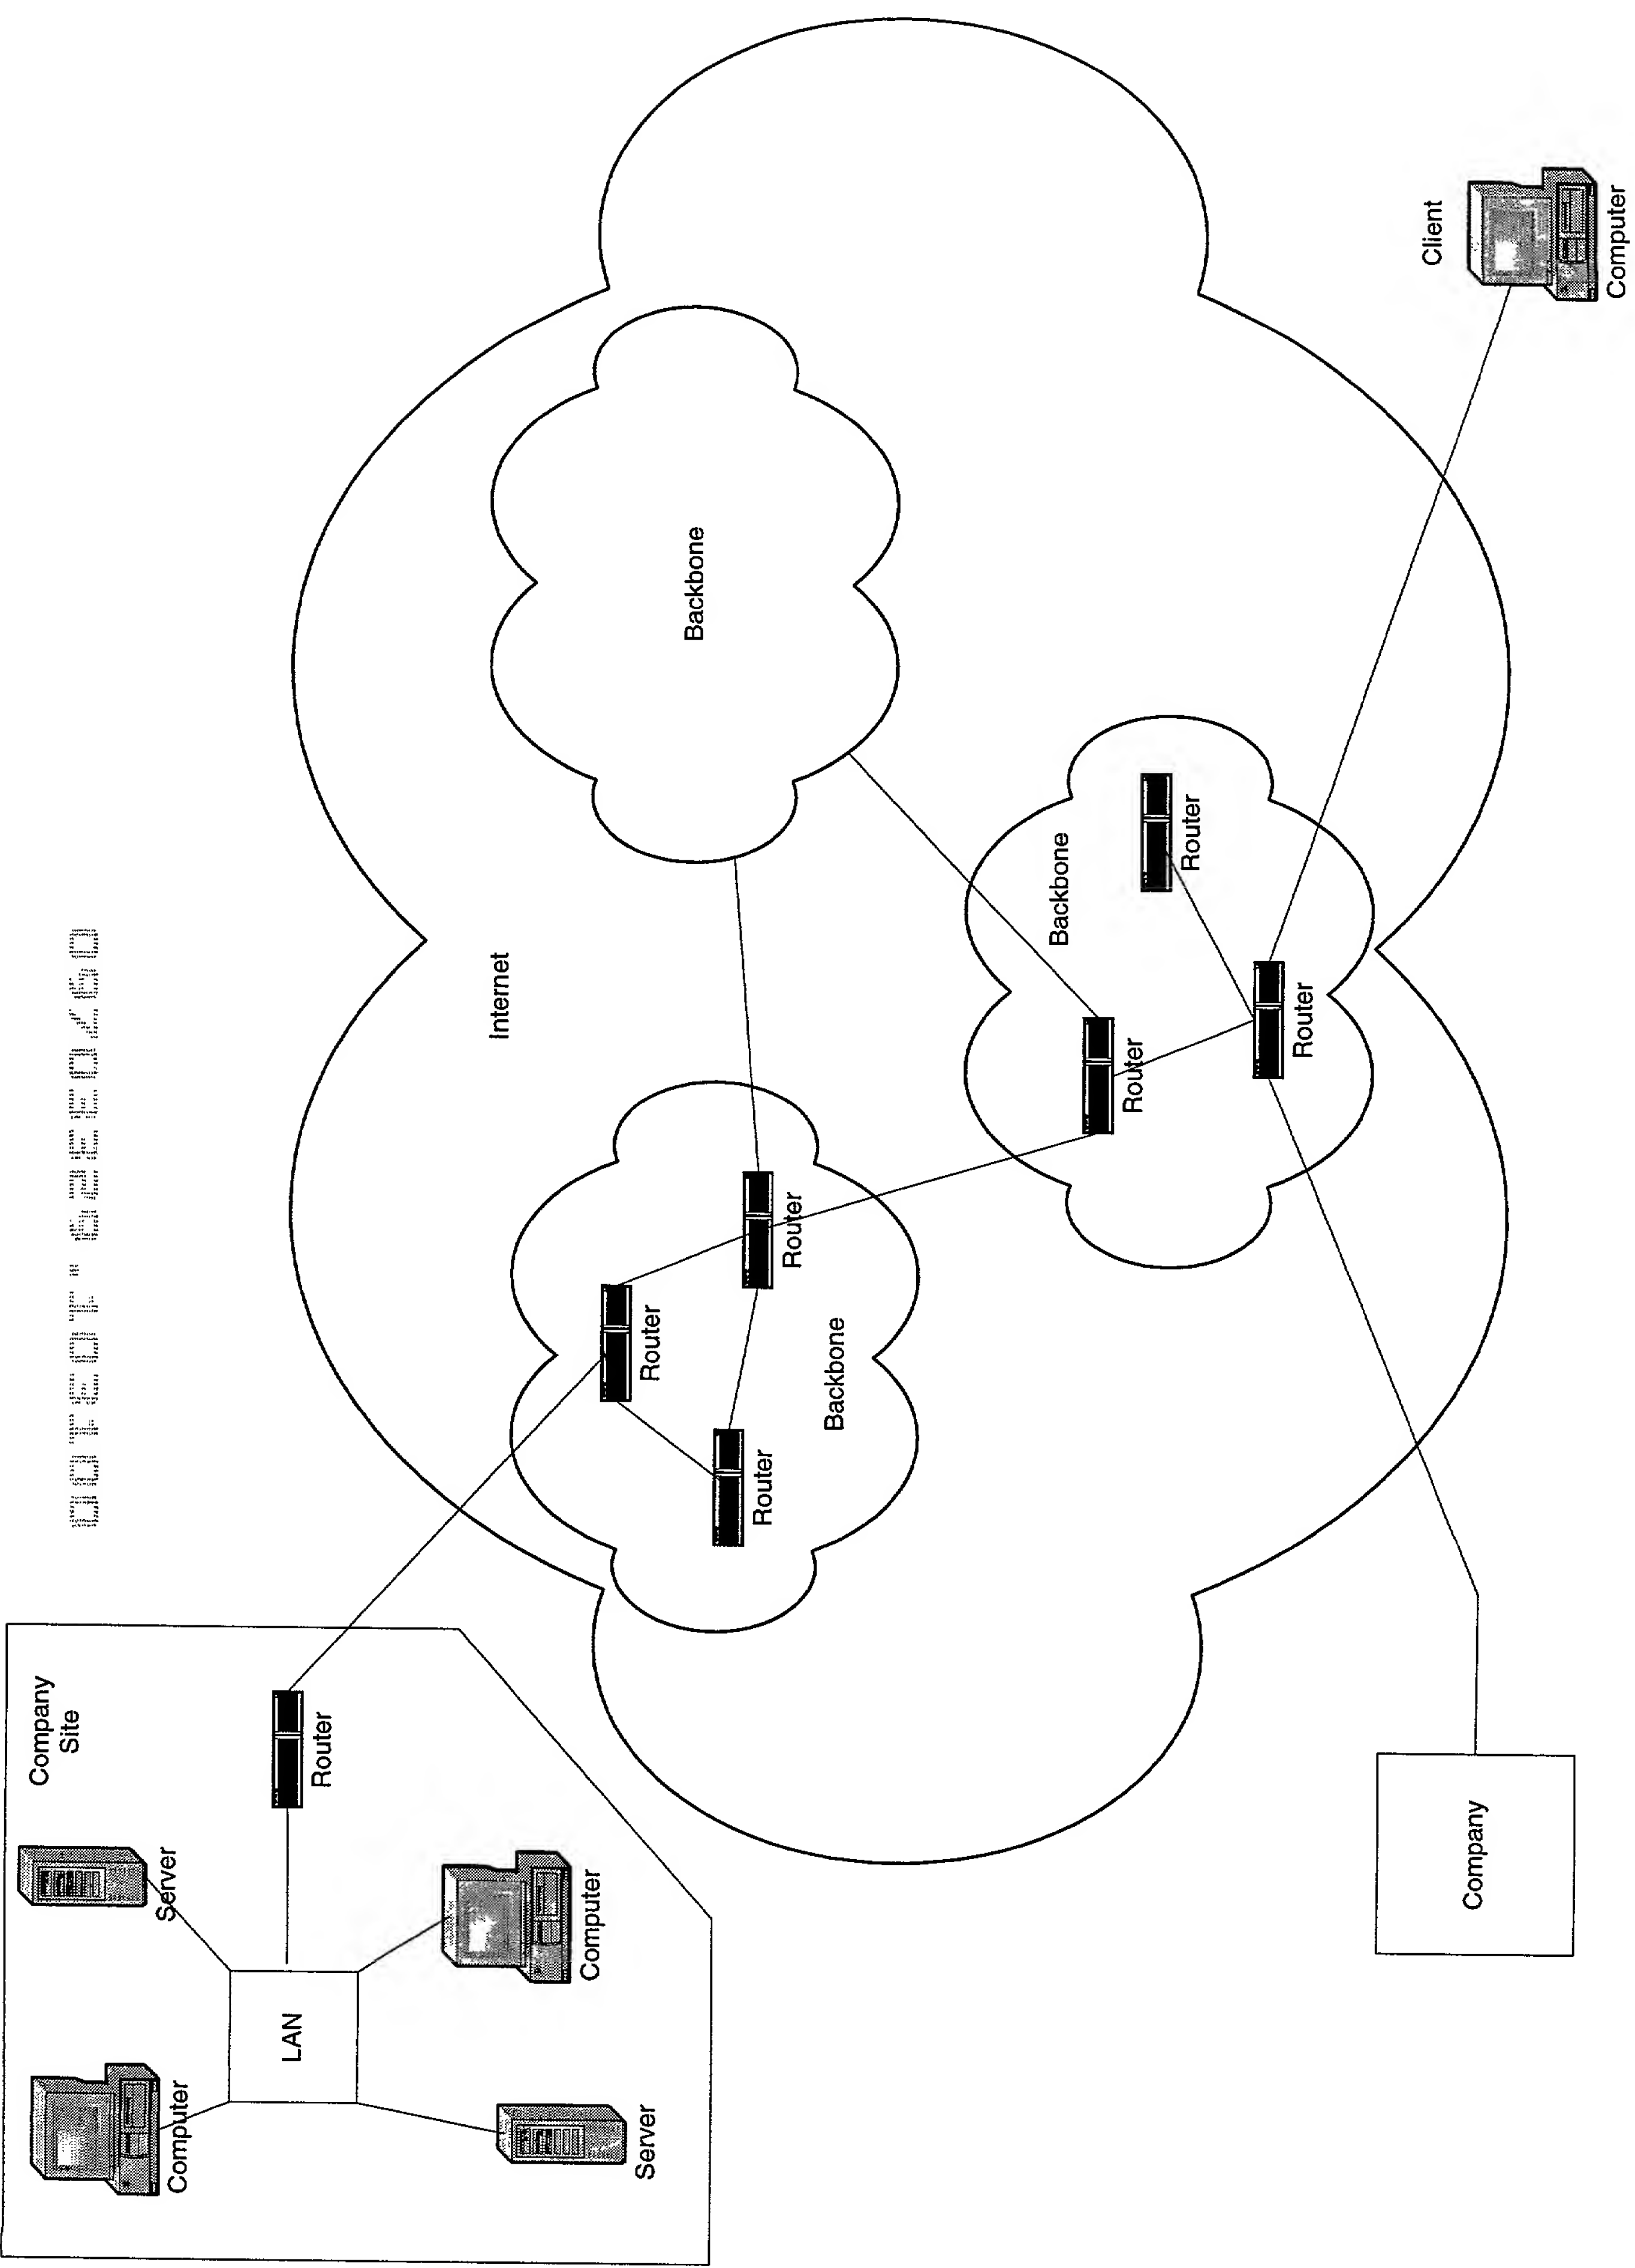 Company
Site
Computer
Server
LAN
Router
Internet
Computer
Server
Router
Backbone
Router
Router
Backbone
Backbone
Router
Router
Router
Client
Company
Computer